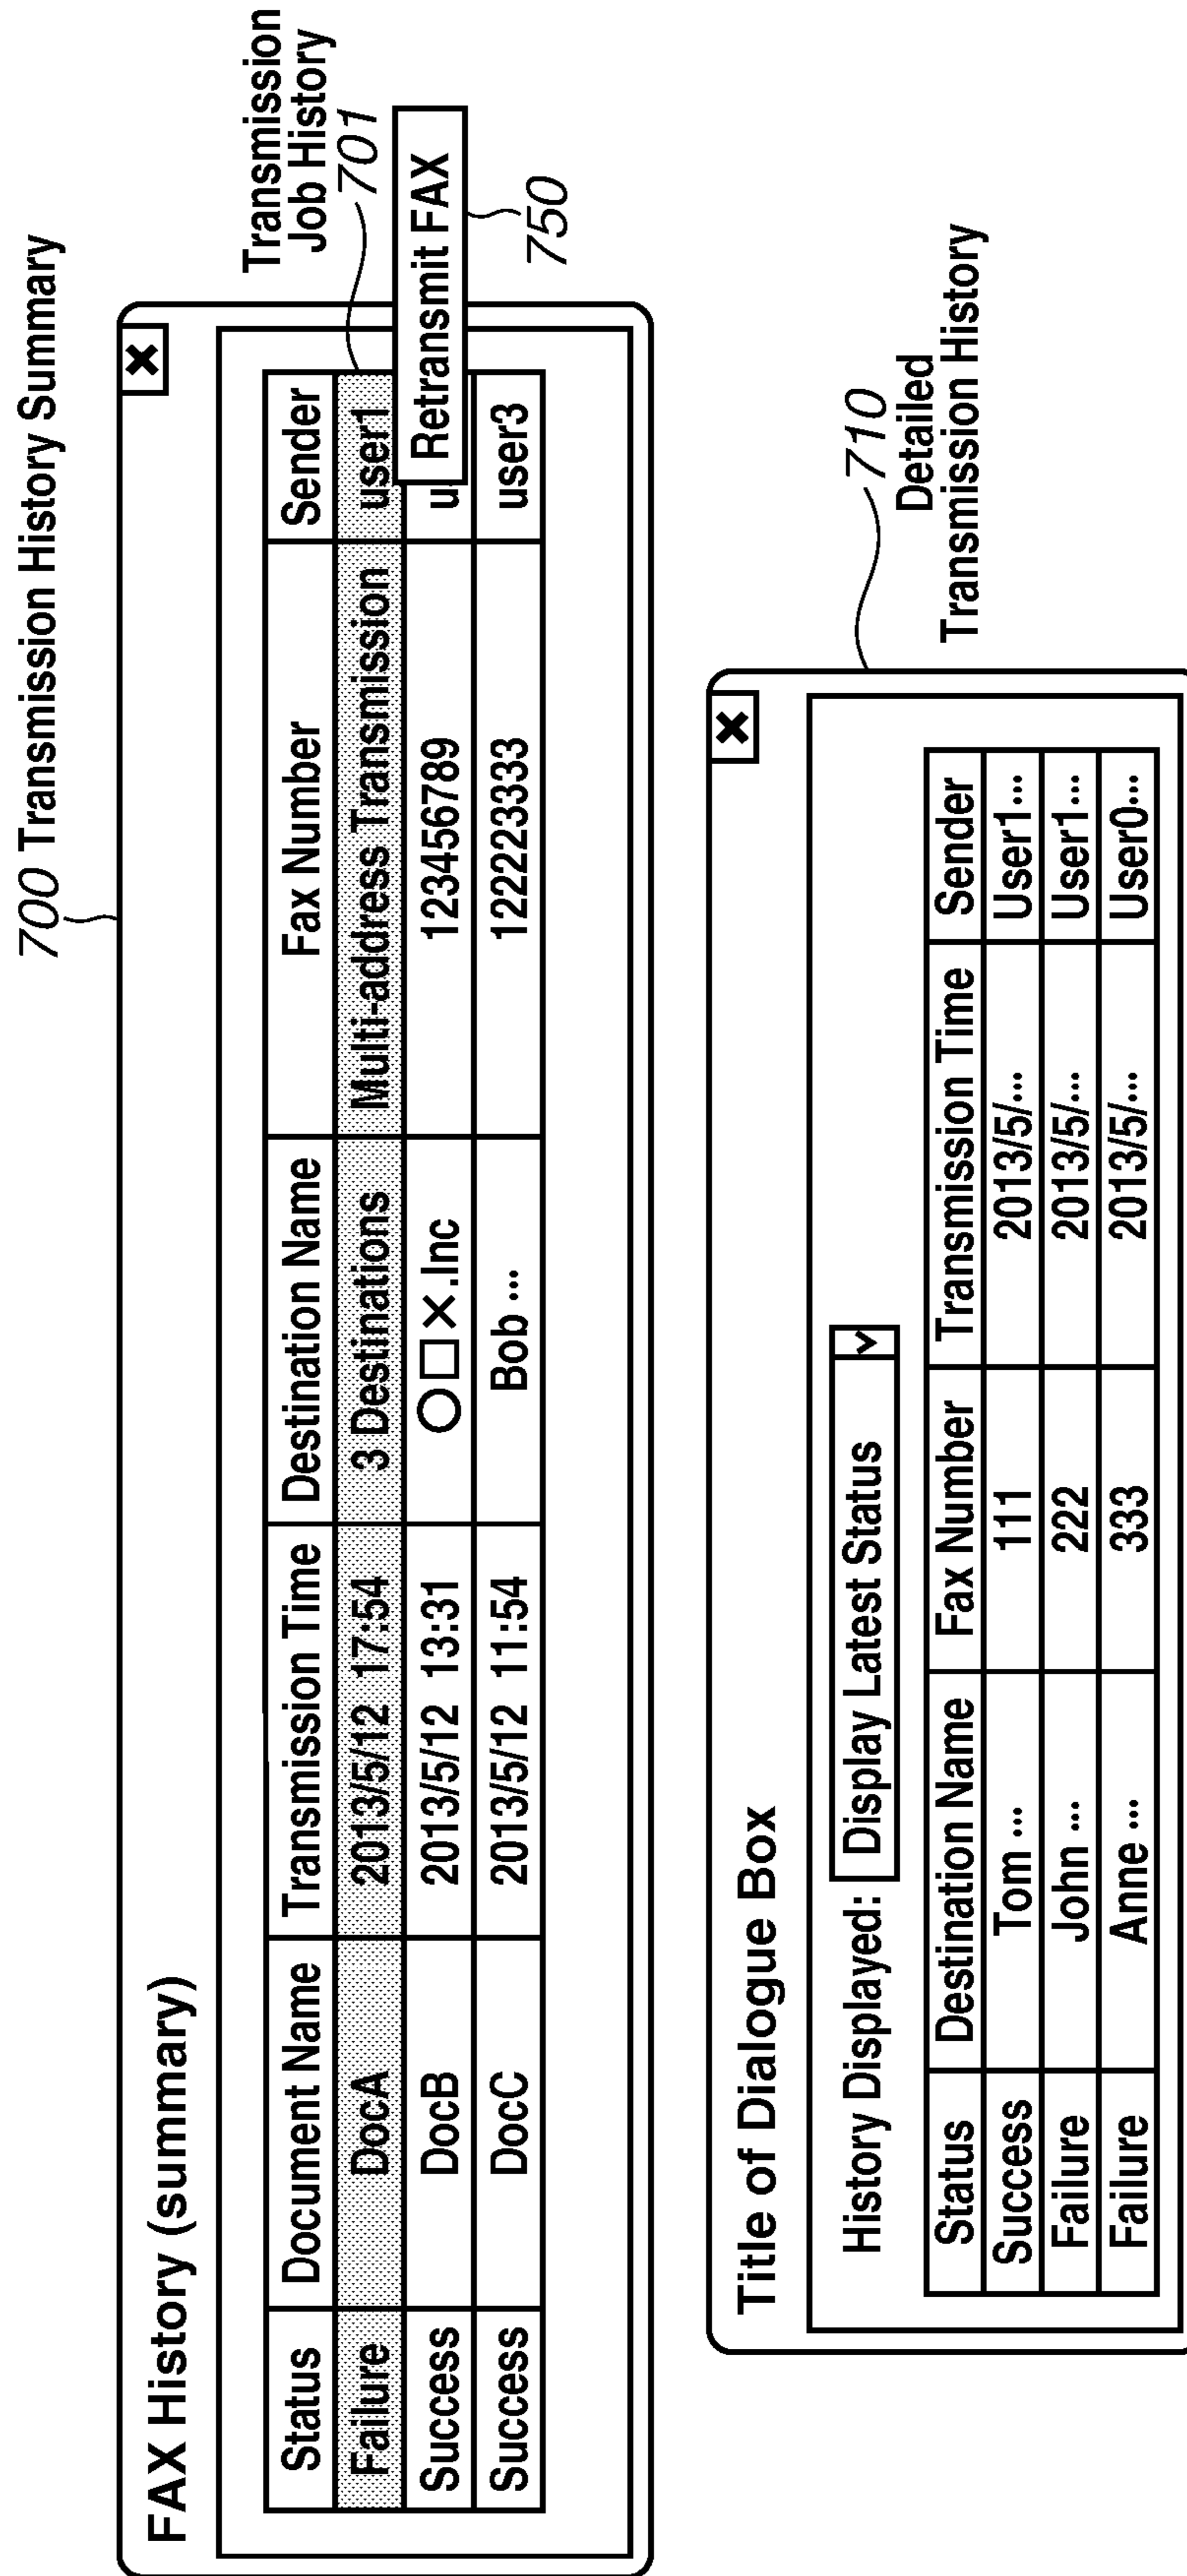 700 Transmission History Summary
FAX History (summary)
Transmission
Job History
701
Status Document Name Transmission Time Destination Name Fax Number Sender
Failure DocA 2013/5/12 17:54 3 Destinations Multi-address Transmission user1
Success DocB 2013/5/12 13:31 ○□×.Inc 123456789 u
Success DocC 2013/5/12 11:54 Bob ... 122223333 user3
Retransmit FAX
750
710
Detailed
Transmission History
Title of Dialogue Box
History Displayed: Display Latest Status
Status Destination Name Fax Number Transmission Time Sender
Success Tom ... 111 2013/5/... User1...
Failure John ... 222 2013/5/... User1...
Failure Anne ... 333 2013/5/... User0...